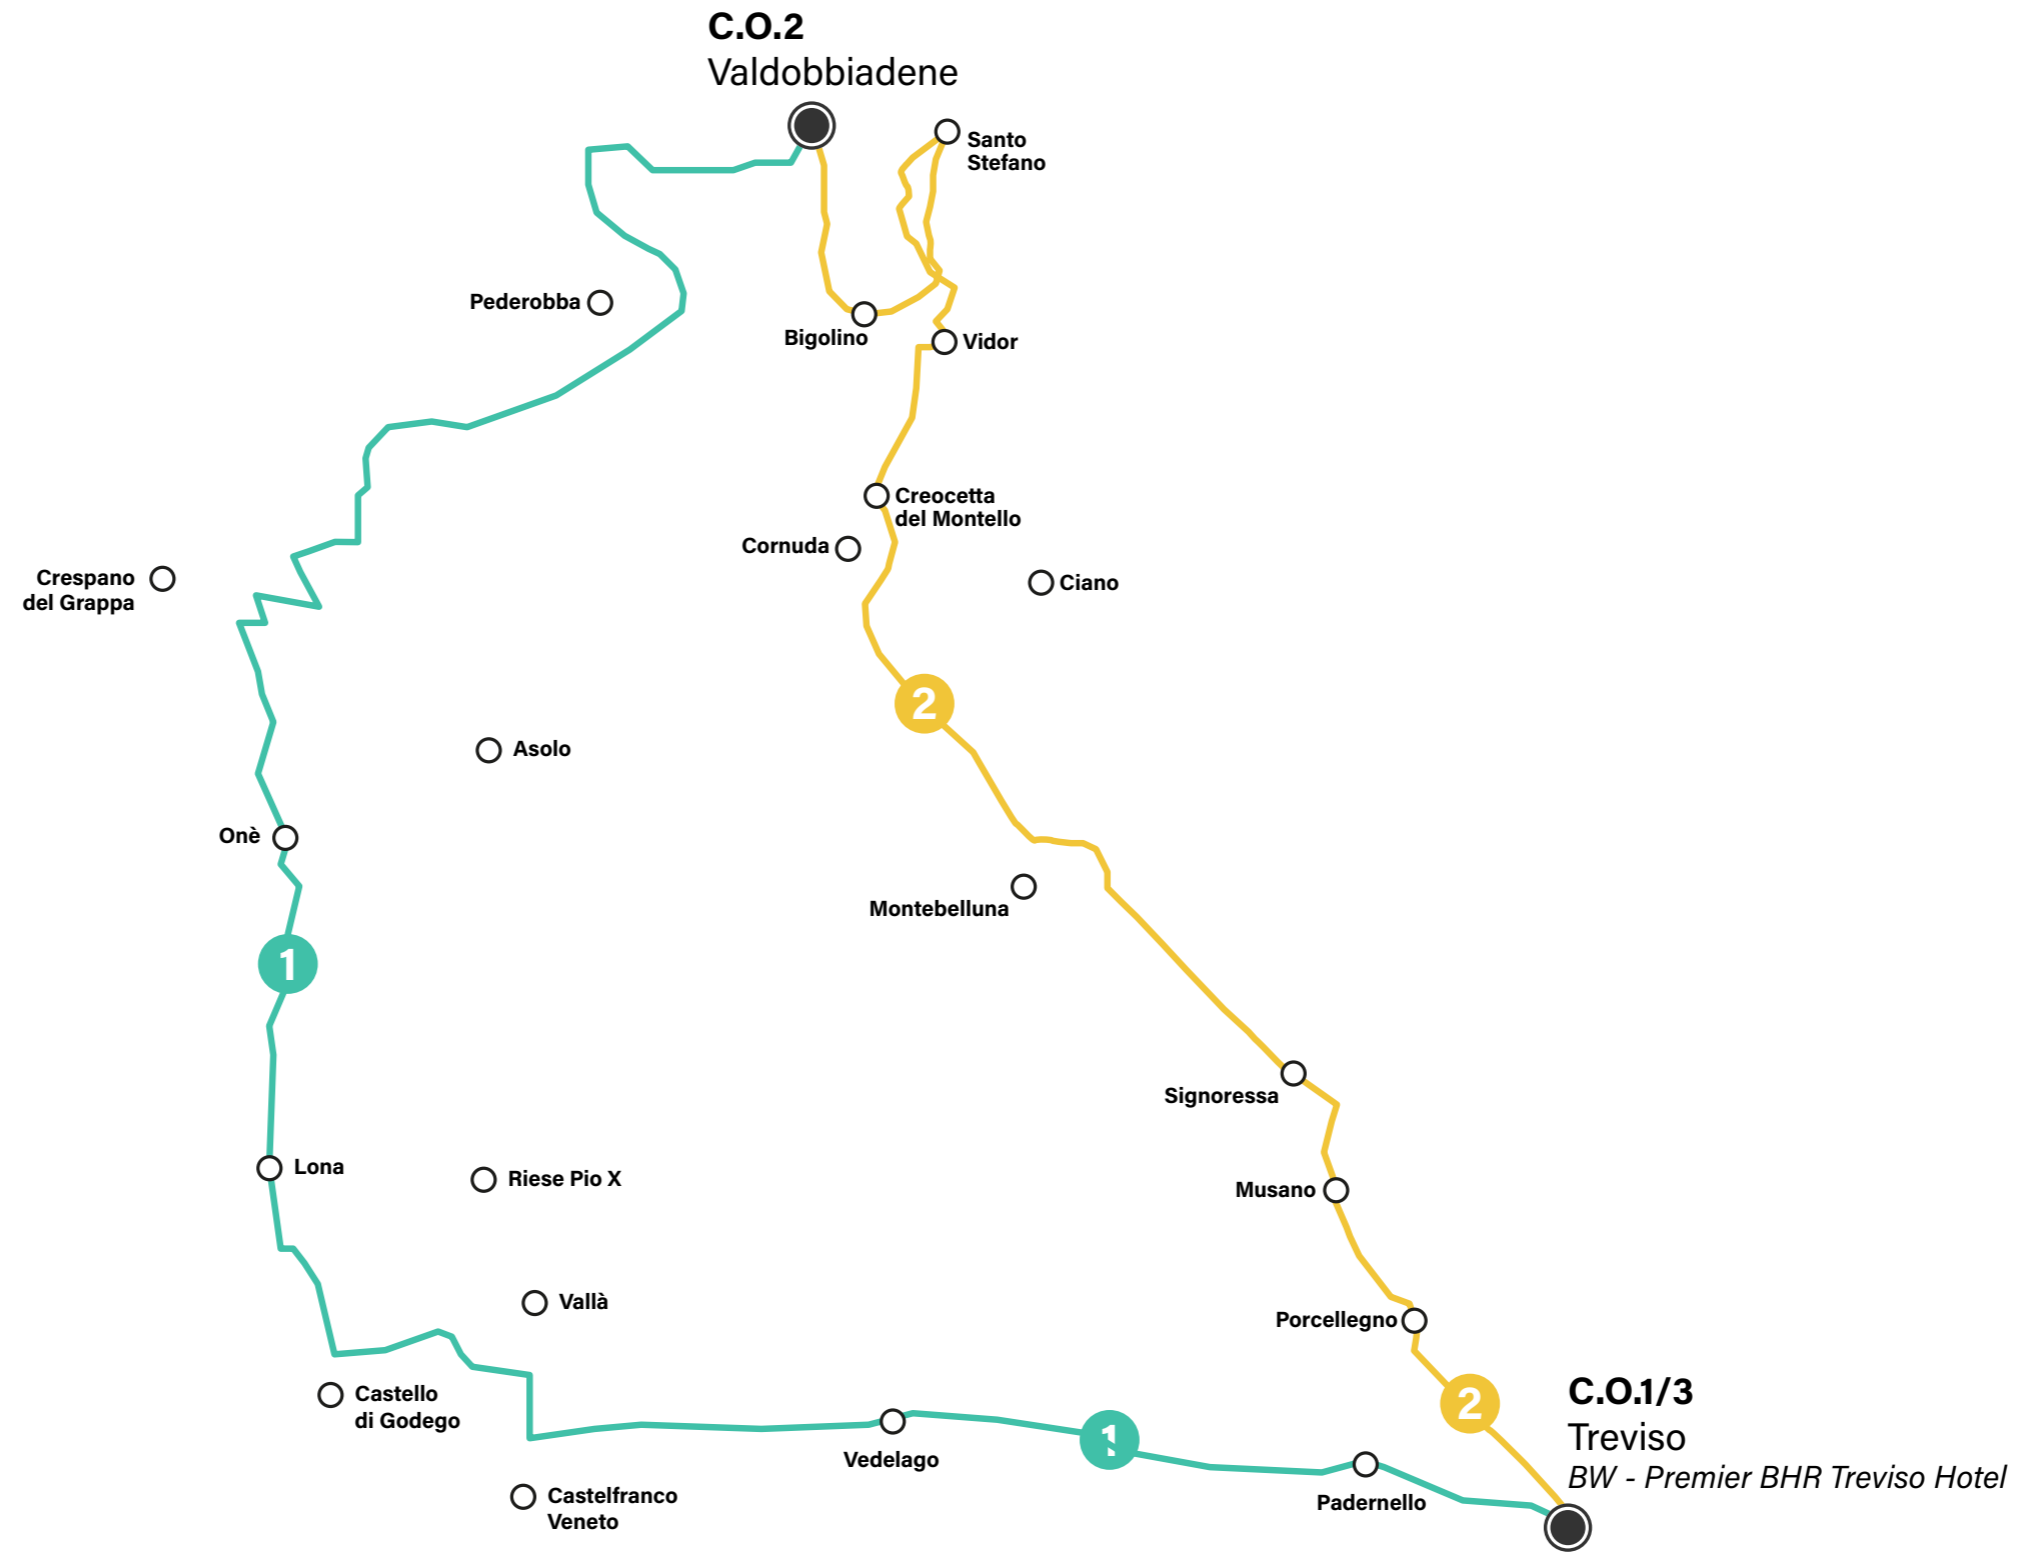 C.O.2
Valdobbiadene
Santo
Stefano
Pederobba
Bigolino
Vidor
Creocetta
del Montello
Cornuda
Crespano
del Grappa
Ciano
2
Asolo
Onè
Montebelluna
1
Signoressa
Lona
Riese Pio X
Musano
Vallà
Porcellegno
Castello
di Godego
2
C.O.1/3
Treviso
BW - Premier BHR Treviso Hotel
1
Vedelago
Padernello
Castelfranco
Veneto